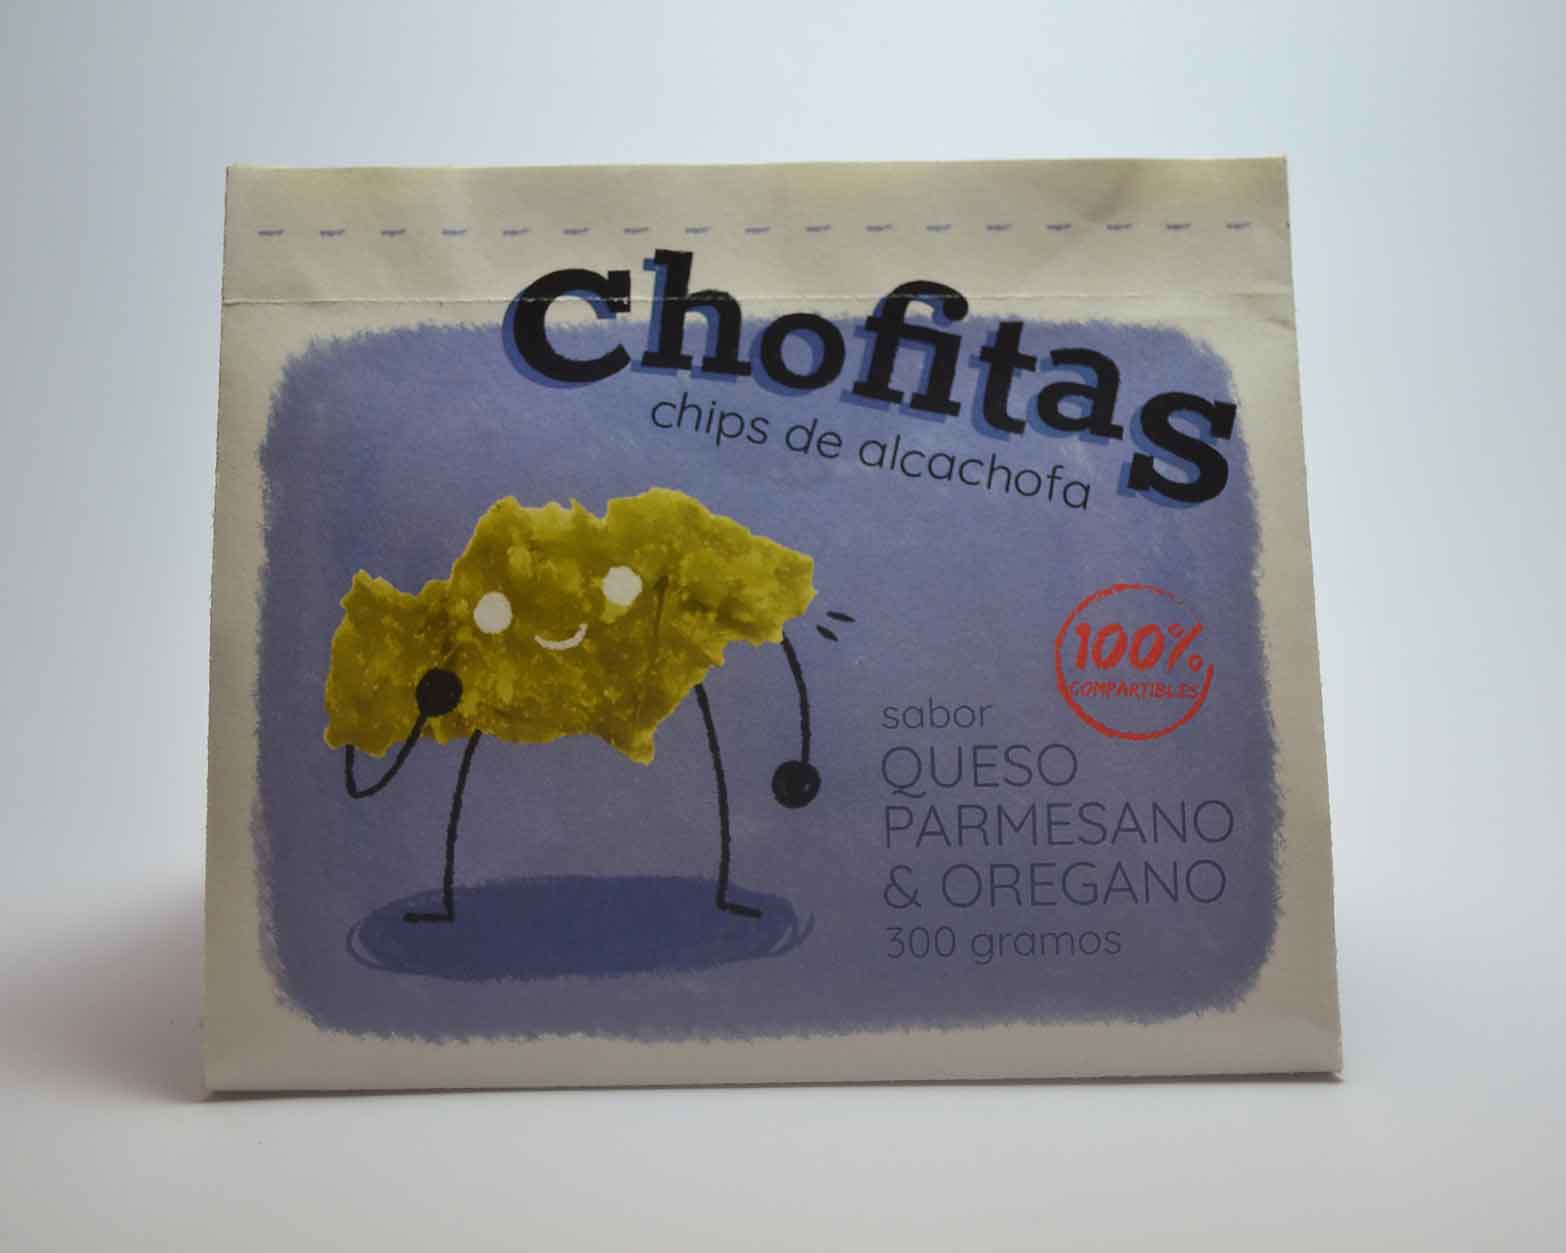 Chofitas
chips de alcachofa
100%
COMPARTIBLES
sabor
QUESO
PARMESANO
& OREGANO
300 gramos